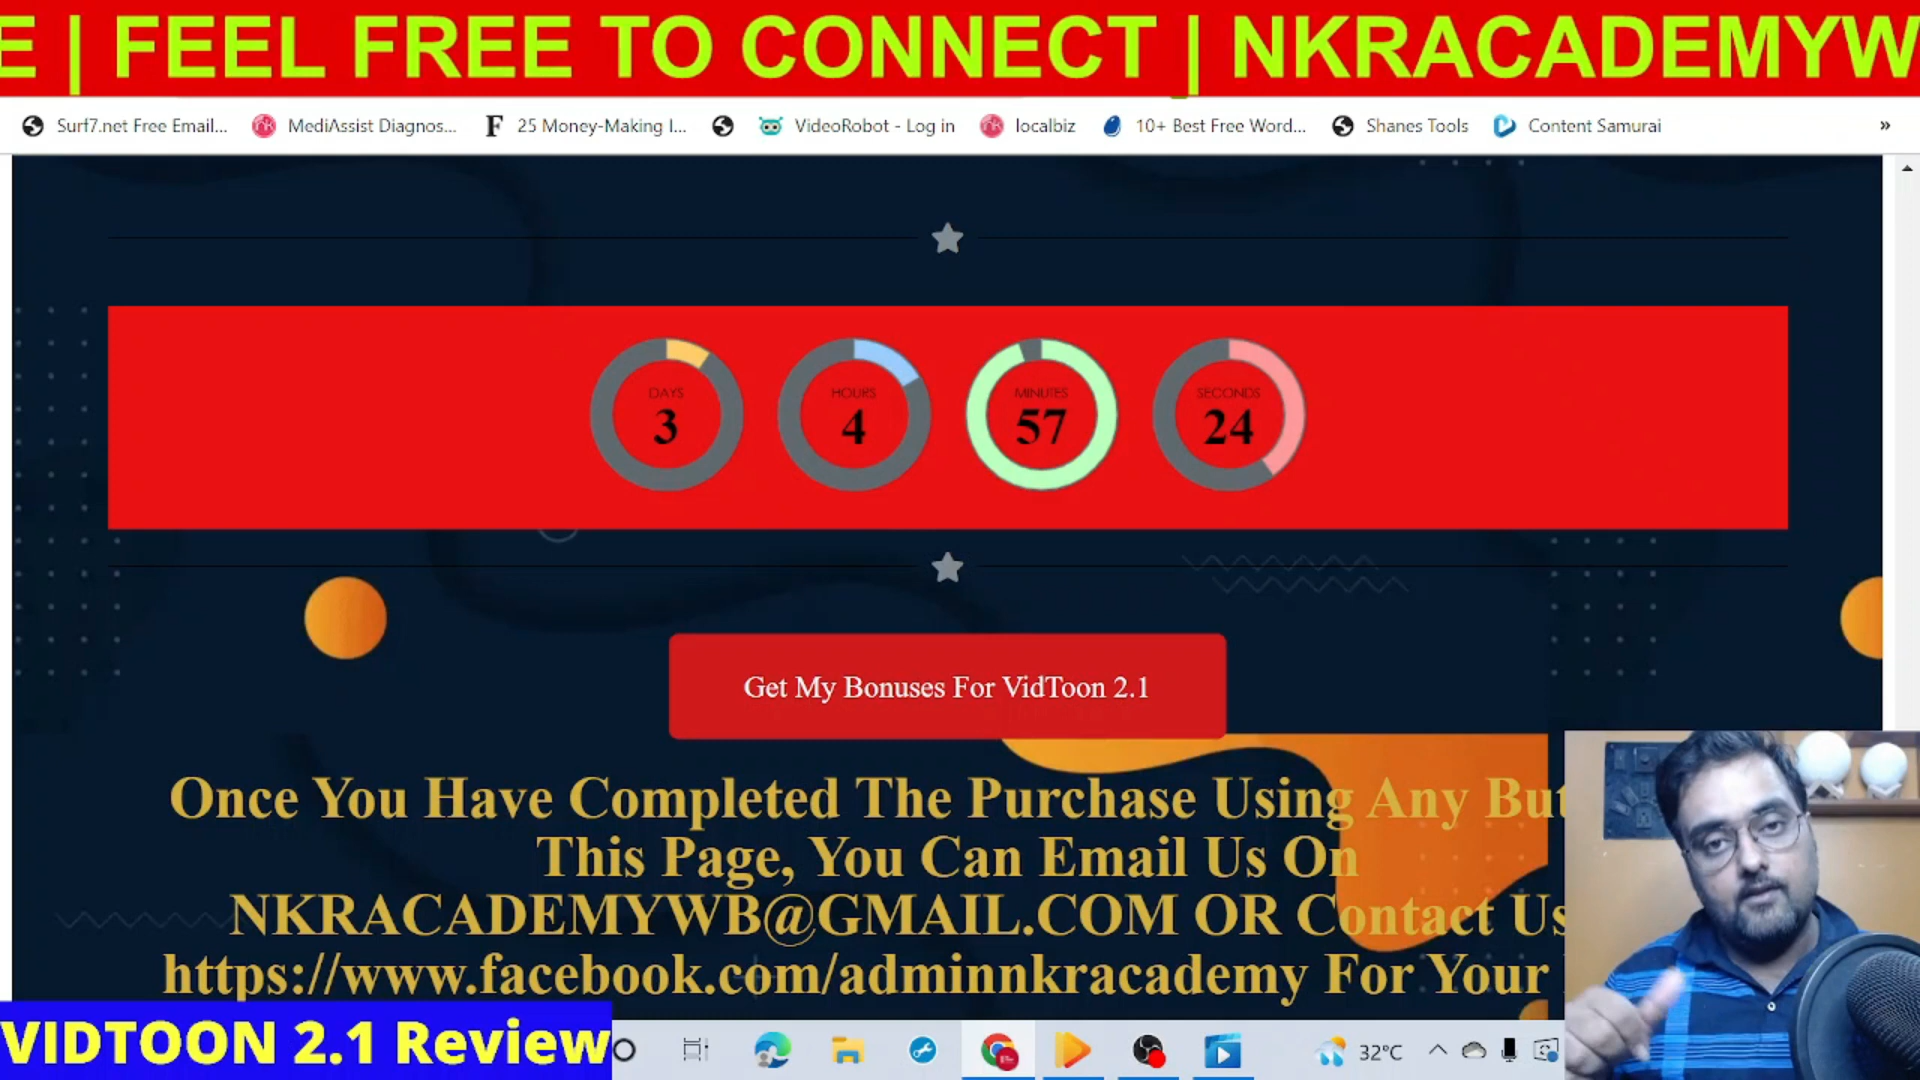 E | FEEL FREE TO CONNECT | NKRACADEMYW
Surf7.net Free Email... MediAssist Diagnos... 25 Money-Making I... VideoRobot - Log in localbiz 10+ Best Free Word... Shanes Tools Content Samurai »
DAYS HOURS MINUTES SECONDS
3 4 57 24
Get My Bonuses For VidToon 2.1
Once You Have Completed The Purchase Using Any But
This Page, You Can Email Us On
NKRACADEMYWB@GMAIL.COM OR Contact Us
https://www.facebook.com/adminnkracademy For Your
VIDTOON 2.1 Review
32°C